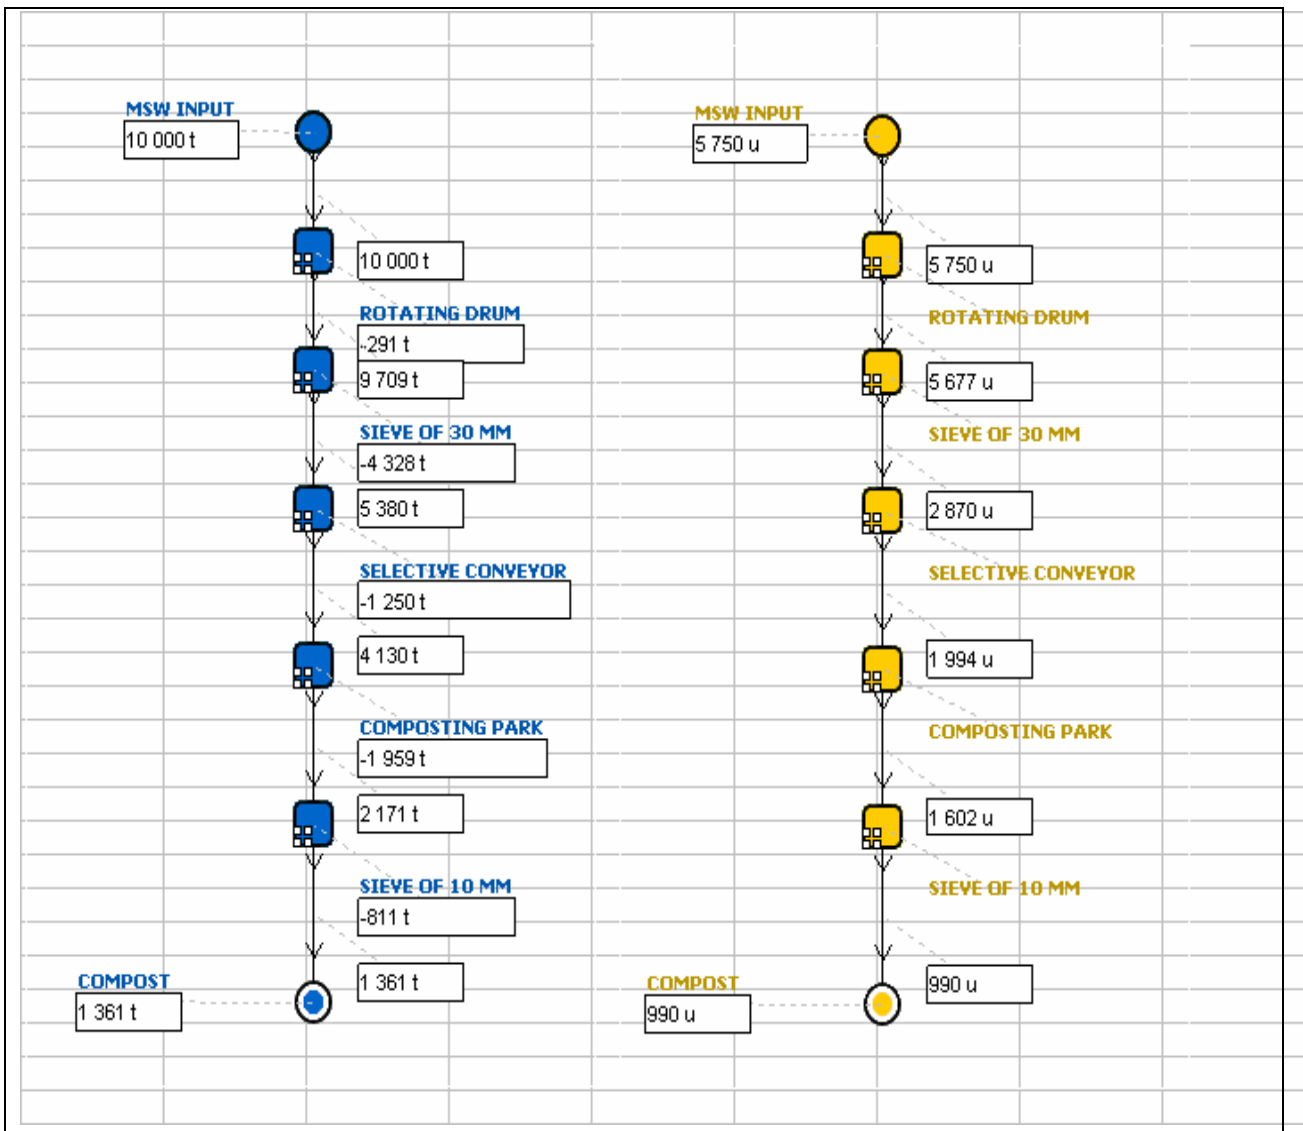 MSW INPUT
10 000 t
10 000 t
ROTATING DRUM
-291 t
9 709 t
SIEVE OF 30 MM
-4 328 t
5 380 t
SELECTIVE CONVEYOR
-1 250 t
4 130 t
COMPOSTING PARK
-1 959 t
2 171 t
SIEVE OF 10 MM
-811 t
1 361 t
COMPOST
1 361 t
MSW INPUT
5 750 u
5 750 u
ROTATING DRUM
5 677 u
SIEVE OF 30 MM
2 870 u
SELECTIVE CONVEYOR
1 994 u
COMPOSTING PARK
1 602 u
SIEVE OF 10 MM
990 u
COMPOST
990 u